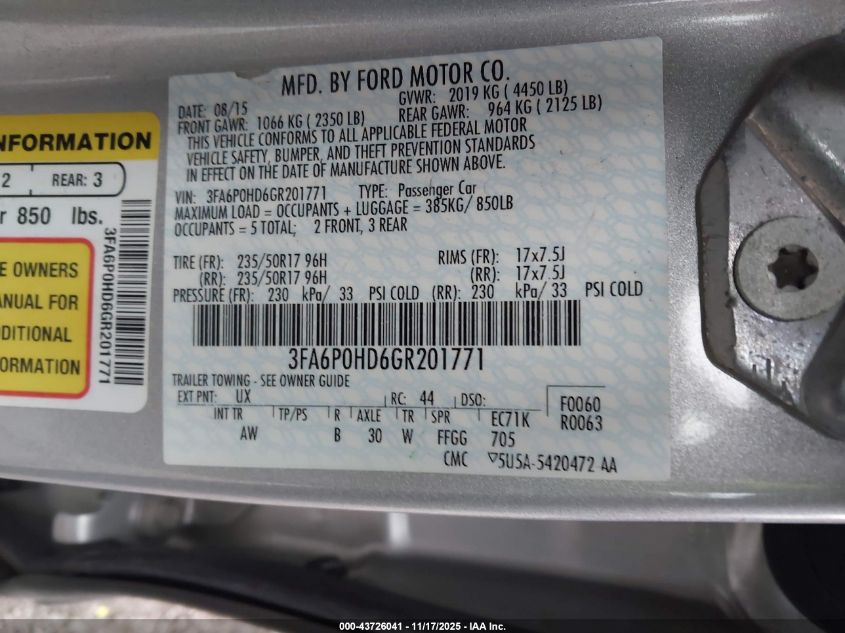 MFD. BY FORD MOTOR CO.
DATE: 08/15 GVWR: 2019 KG ( 4450 LB)
FRONT GAWR: 1066 KG ( 2350 LB) REAR GAWR: 964 KG ( 2125 LB)
THIS VEHICLE CONFORMS TO ALL APPLICABLE FEDERAL MOTOR
VEHICLE SAFETY, BUMPER, AND THEFT PREVENTION STANDARDS
IN EFFECT ON THE DATE OF MANUFACTURE SHOWN ABOVE.
VIN: 3FA6P0HD6GR201771 TYPE: Passenger Car
MAXIMUM LOAD = OCCUPANTS + LUGGAGE = 385KG/ 850LB
OCCUPANTS = 5 TOTAL; 2 FRONT, 3 REAR
TIRE (FR): 235/50R17 96H RIMS (FR): 17x7.5J
(RR): 235/50R17 96H (RR): 17x7.5J
PRESSURE (FR): 230 kPa/ 33 PSI COLD (RR): 230 kPa/ 33 PSI COLD
3FA6P0HD6GR201771
TRAILER TOWING - SEE OWNER GUIDE
EXT PNT: UX RC: 44 DSO:
INT TR TP/PS R AXLE TR SPR EC71K F0060
R0063
AW B 30 W FFGG 705
CMC 5U5A-5420472 AA
NFORMATION
2 REAR: 3
r 850 lbs.
E OWNERS
ANUAL FOR
DDITIONAL
FORMATION
3FA6P0HD6GR201771
000-43726041 - 11/17/2025 - IAA Inc.